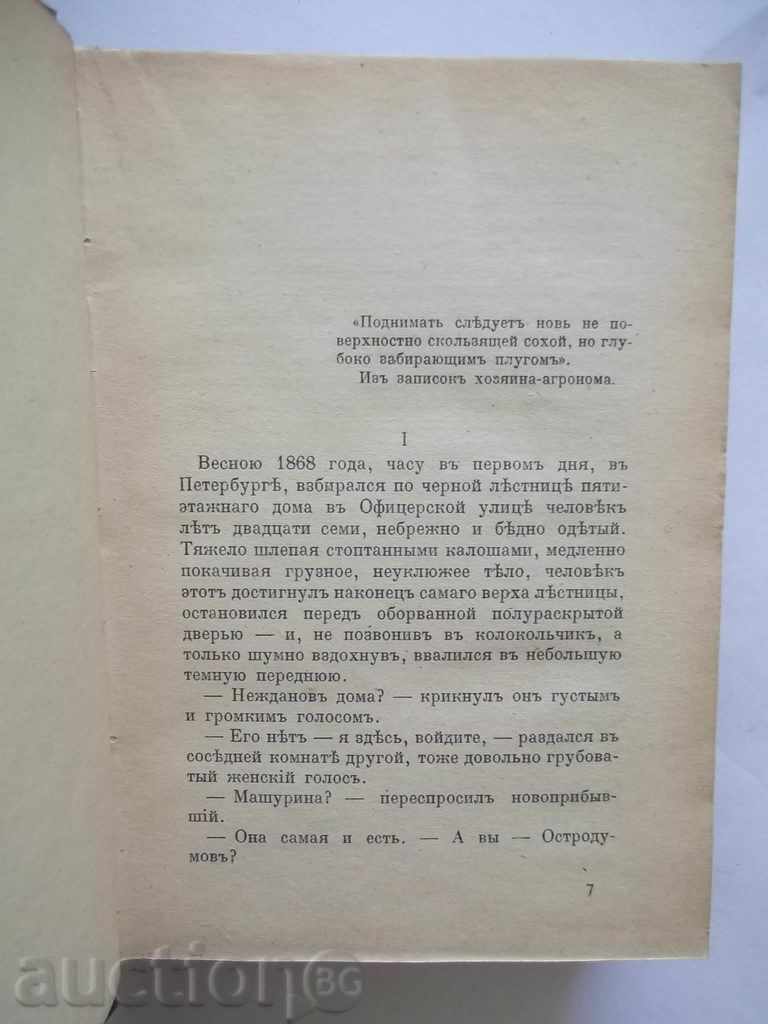 «Поднимать слѣдуетъ новь не по-
верхностно скользящей сохой, но глу-
боко забирающимъ плугомъ».
Изъ записокъ хозяина-агронома.
I
Весною 1868 года, часу въ первомъ дня, въ
Петербургѣ, взбирался по черной лѣстницѣ пяти-
этажнаго дома въ Офицерской улицѣ человѣкъ
лѣтъ двадцати семи, небрежно и бѣдно одѣтый.
Тяжело шлепая стоптанными калошами, медленно
покачивая грузное, неуклюжее тѣло, человѣкъ
этотъ достигнулъ наконецъ самаго верха лѣстницы,
остановился передъ оборванной полураскрытой
дверью — и, не позвонивъ въ колокольчик, а
только шумно вздохнувъ, ввалился въ небольшую
темную переднюю.
— Неждановъ дома? — крикнулъ онъ густымъ
и громкимъ голосомъ.
— Его нѣтъ — я здѣсь, войдите, — раздался въ
сосѣдней комнатѣ другой, тоже довольно грубова-
тый женскій голосъ.
— Машурина? — переспросилъ новоприбыв-
шій.
— Она самая и есть. — А вы — Остроду-
мовъ?
7
auction BG